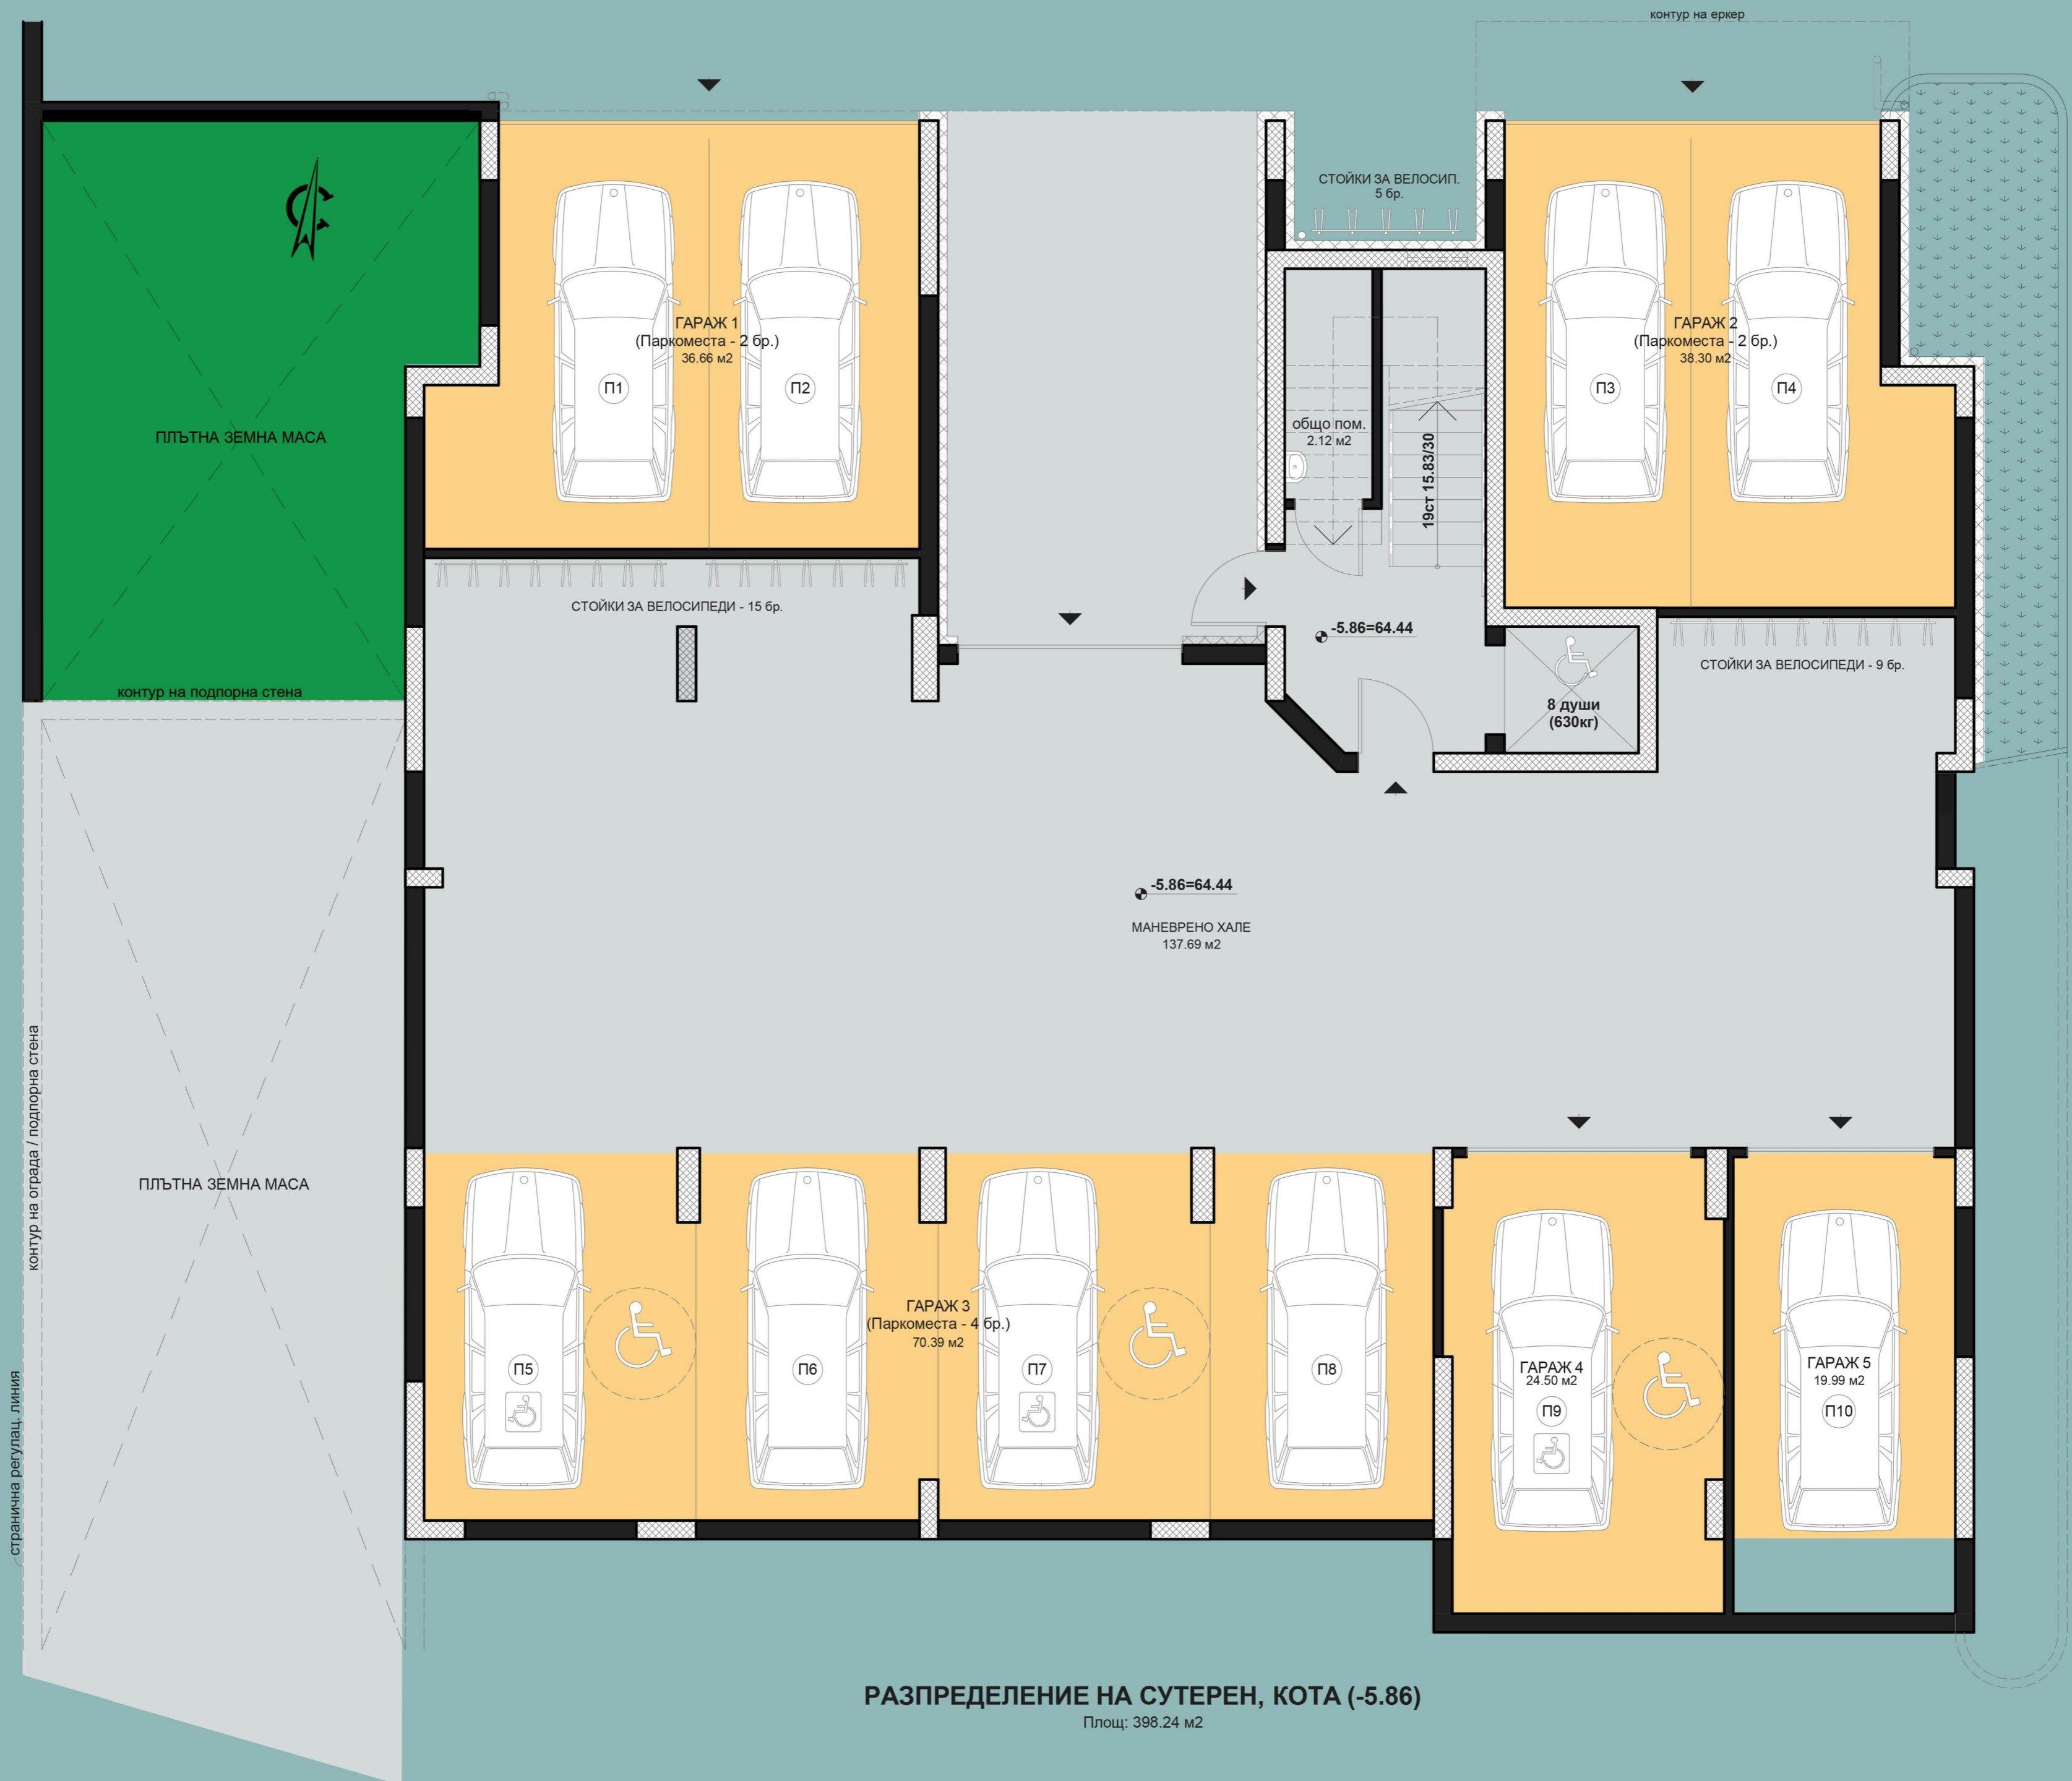 контур на еркер
СТОЙКИ ЗА ВЕЛОСИП.
5 бр.
ГАРАЖ 1
(Паркоместа - 2 бр.)
36.66 м2
П1
П2
ГАРАЖ 2
(Паркоместа - 2 бр.)
38.30 м2
П3
П4
ПЛЪТНА ЗЕМНА МАСА
общо пом.
2.12 м2
19ст 15.83/30
СТОЙКИ ЗА ВЕЛОСИПЕДИ - 15 бр.
-5.86=64.44
СТОЙКИ ЗА ВЕЛОСИПЕДИ - 9 бр.
контур на подпорна стена
8 души
(630кг)
-5.86=64.44
МАНЕВРЕНО ХАЛЕ
137.69 м2
контур на ограда / подпорна стена
ПЛЪТНА ЗЕМНА МАСА
ГАРАЖ 3
(Паркоместа - 4 бр.)
70.39 м2
П5
П6
П7
П8
ГАРАЖ 4
24.50 м2
П9
ГАРАЖ 5
19.99 м2
П10
странична регулац. линия
РАЗПРЕДЕЛЕНИЕ НА СУТЕРЕН, КОТА (-5.86)
Площ: 398.24 м2